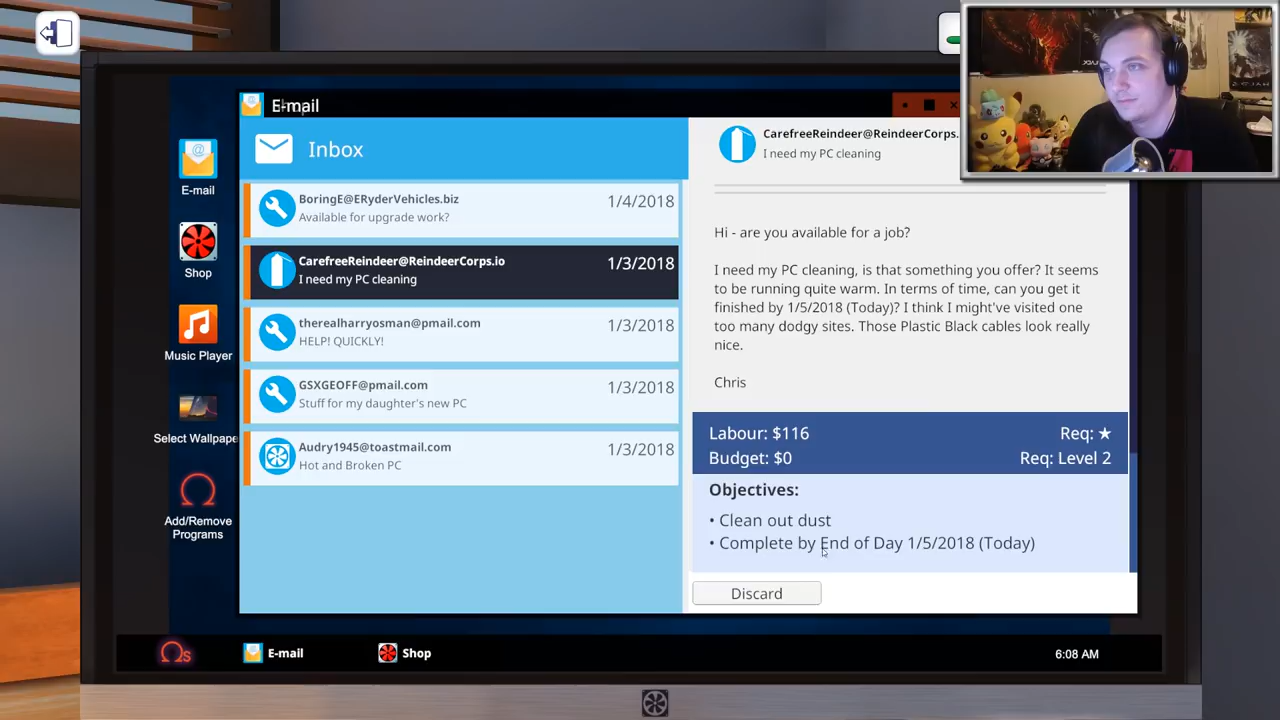 E-mail
Inbox
BoringE@ERyderVehicles.biz
1/4/2018
Available for upgrade work?
CarefreeReindeer@ReindeerCorps.io
1/3/2018
I need my PC cleaning
therealharryosman@pmail.com
1/3/2018
HELP! QUICKLY!
GSXGEOFF@pmail.com
1/3/2018
Stuff for my daughter's new PC
Audry1945@toastmail.com
1/3/2018
Hot and Broken PC
CarefreeReindeer@ReindeerCorps.
I need my PC cleaning
Hi - are you available for a job?
I need my PC cleaning, is that something you offer? It seems
to be running quite warm. In terms of time, can you get it
finished by 1/5/2018 (Today)? I think I might've visited one
too many dodgy sites. Those Plastic Black cables look really
nice.
Chris
Labour: $116
Req: ★
Budget: $0
Req: Level 2
Objectives:
• Clean out dust
• Complete by End of Day 1/5/2018 (Today)
Discard
E-mail
Shop
Music Player
Select Wallpape
Add/Remove
Programs
E-mail
Shop
6:08 AM